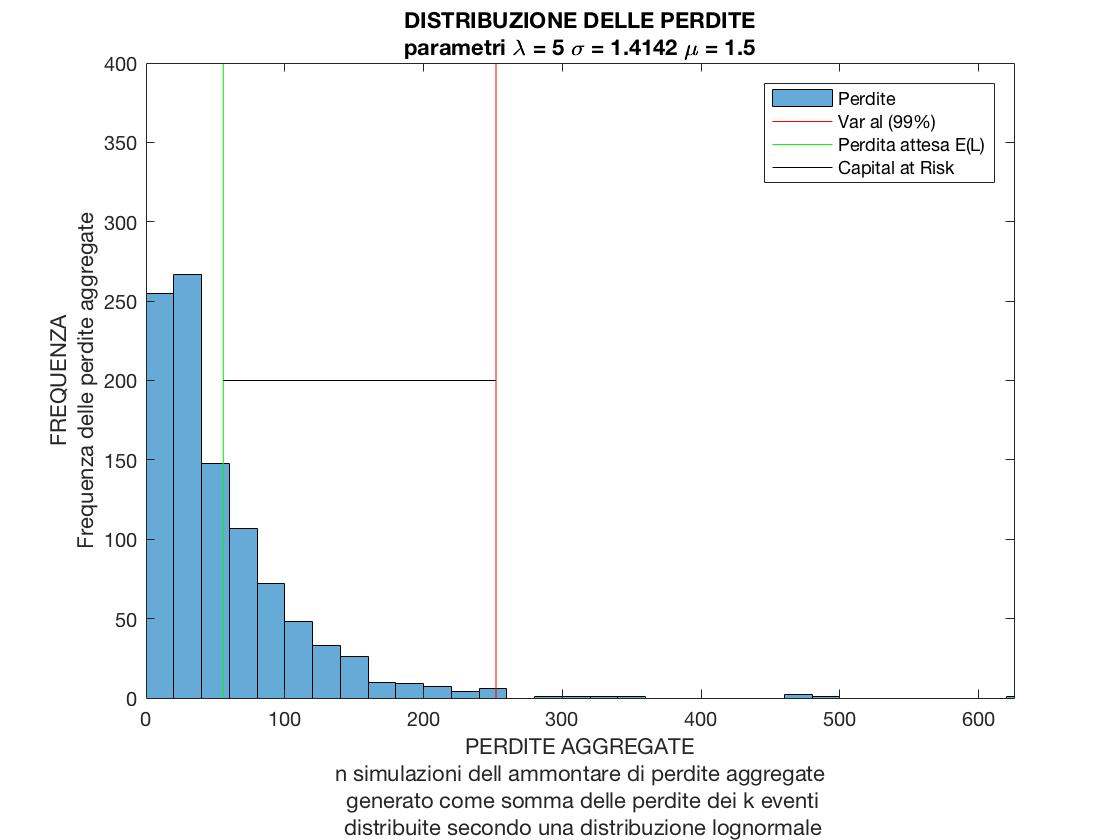 DISTRIBUZIONE DELLE PERDITE
parametri λ = 5 σ = 1.4142 μ = 1.5
Perdite
Var al (99%)
Perdita attesa E(L)
Capital at Risk
FREQUENZA
Frequenza delle perdite aggregate
400
350
300
250
200
150
100
50
0
0 100 200 300 400 500 600
PERDITE AGGREGATE
n simulazioni dell ammontare di perdite aggregate
generato come somma delle perdite dei k eventi
distribuite secondo una distribuzione lognormale